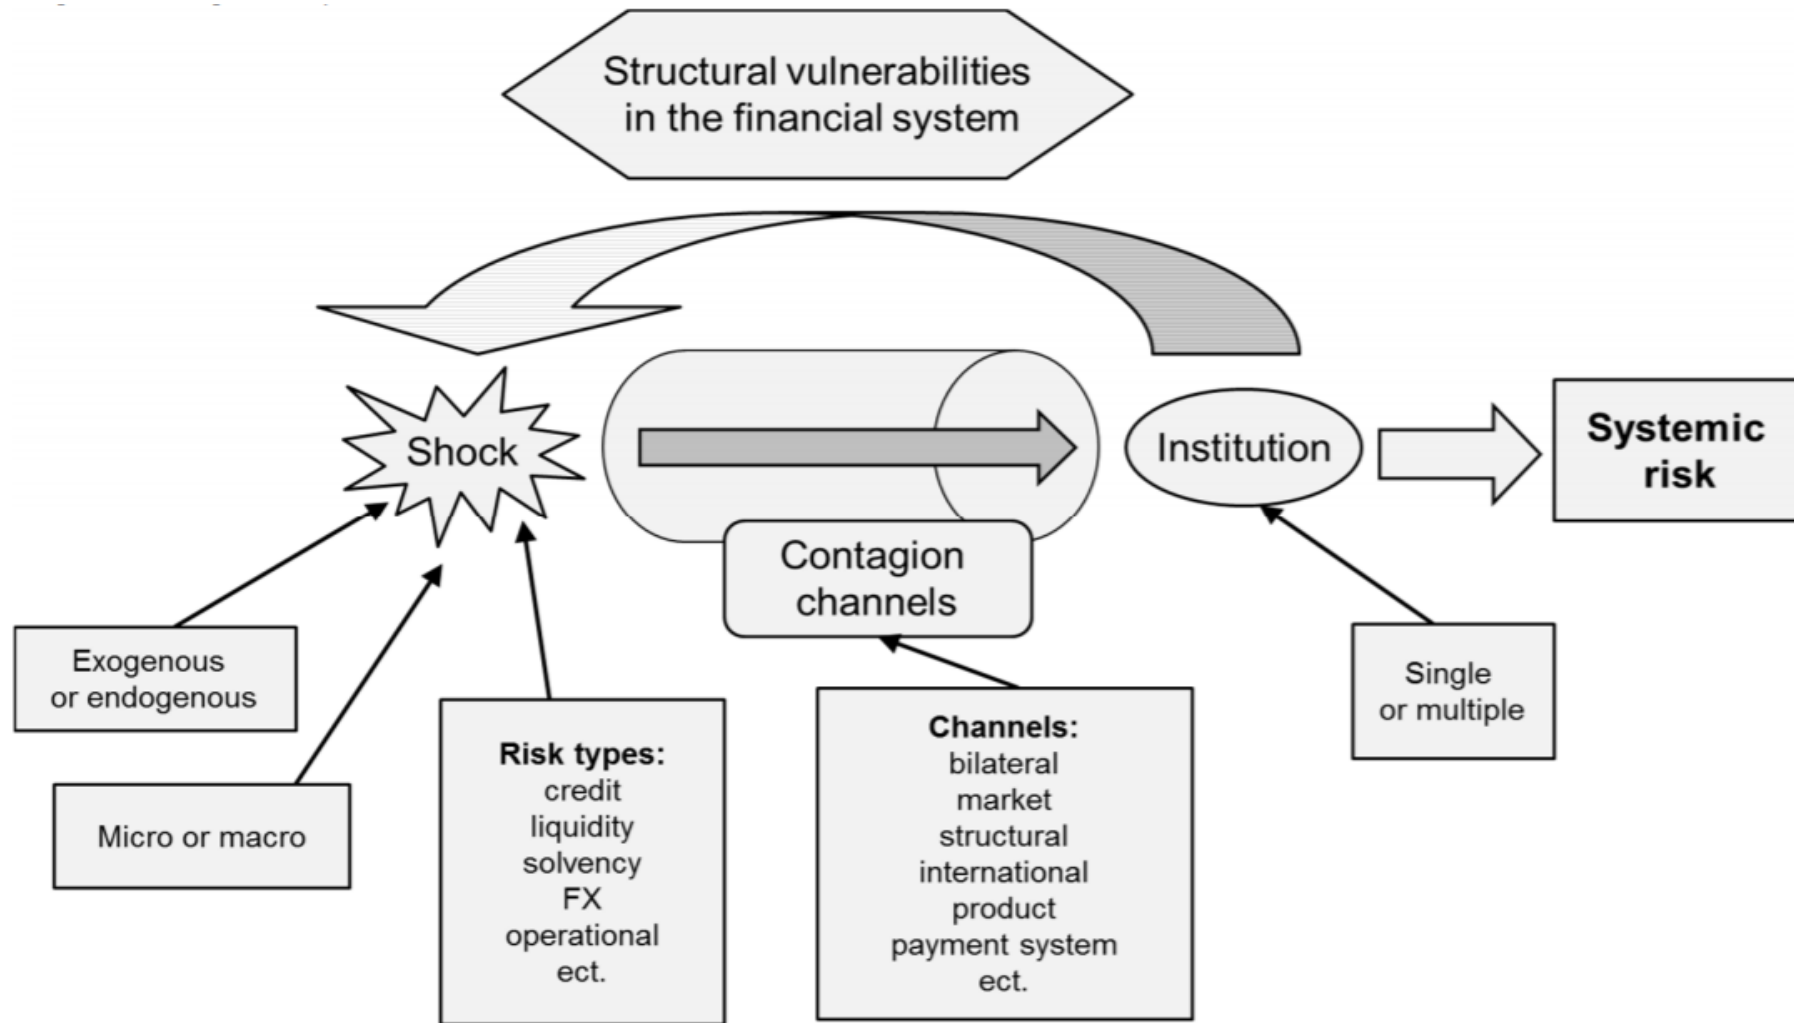 Structural vulnerabilities
in the financial system
Shock
Institution
Systemic
risk
Contagion
channels
Exogenous
or endogenous
Micro or macro
Risk types:
credit
liquidity
solvency
FX
operational
ect.
Channels:
bilateral
market
structural
international
product
payment system
ect.
Single
or multiple